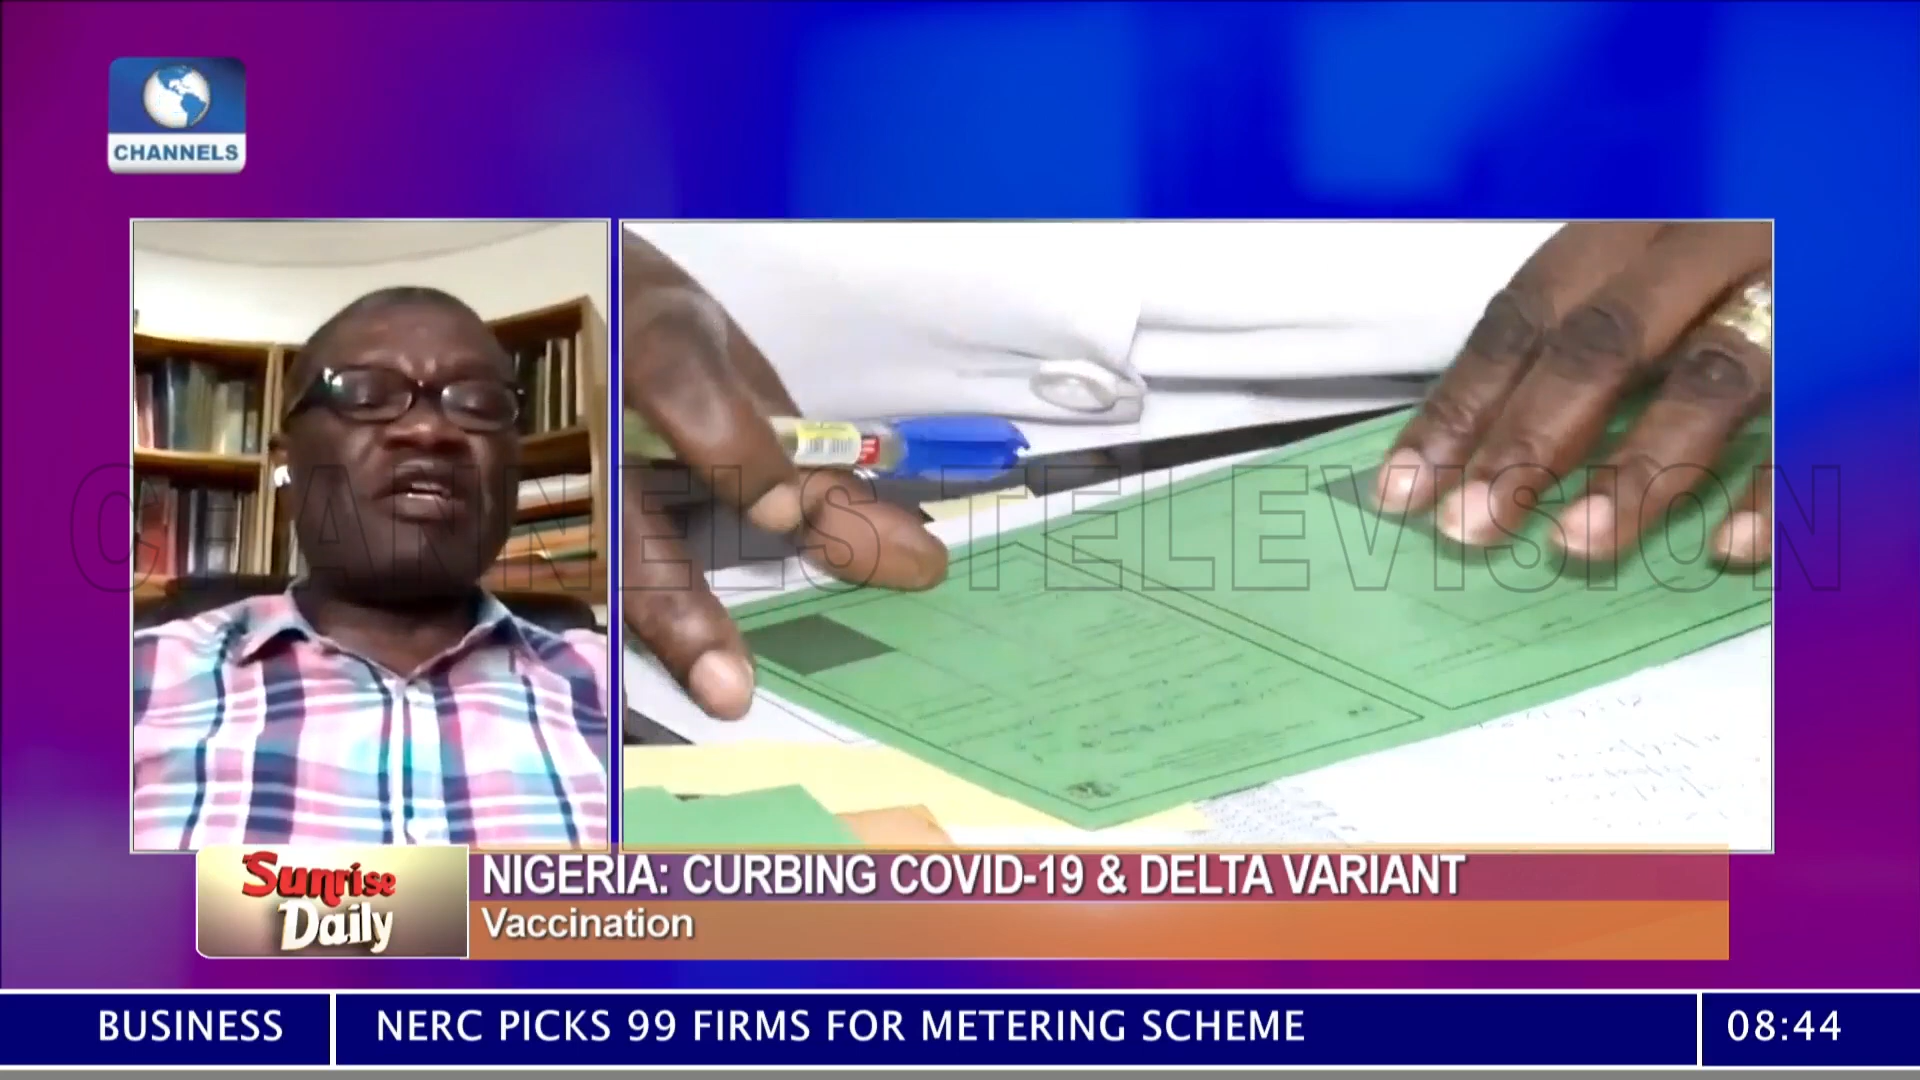 CHANNELS
CHANNELS TELEVISION
Sunrise
Daily
NIGERIA: CURBING COVID-19 & DELTA VARIANT
Vaccination
BUSINESS
NERC PICKS 99 FIRMS FOR METERING SCHEME
08:44